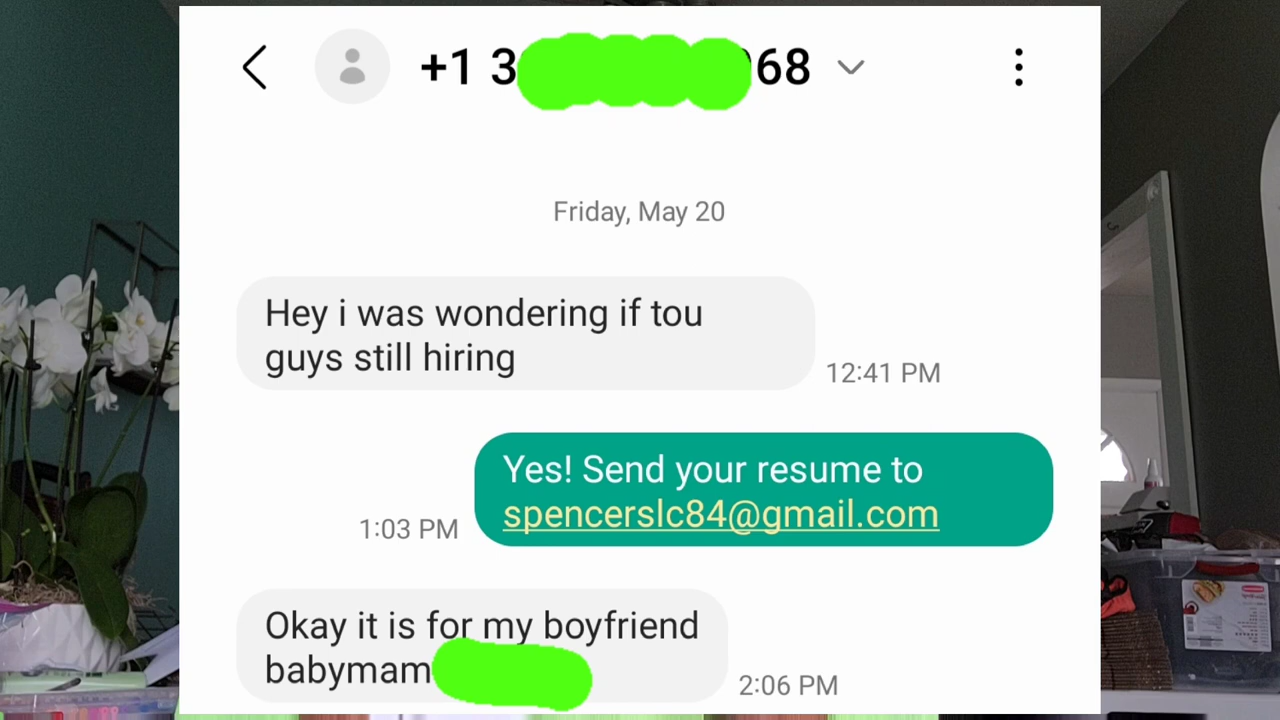 +1 3 68
Friday, May 20
Hey i was wondering if tou
guys still hiring
12:41 PM
Yes! Send your resume to
spencerslc84@gmail.com
1:03 PM
Okay it is for my boyfriend
babymam
2:06 PM